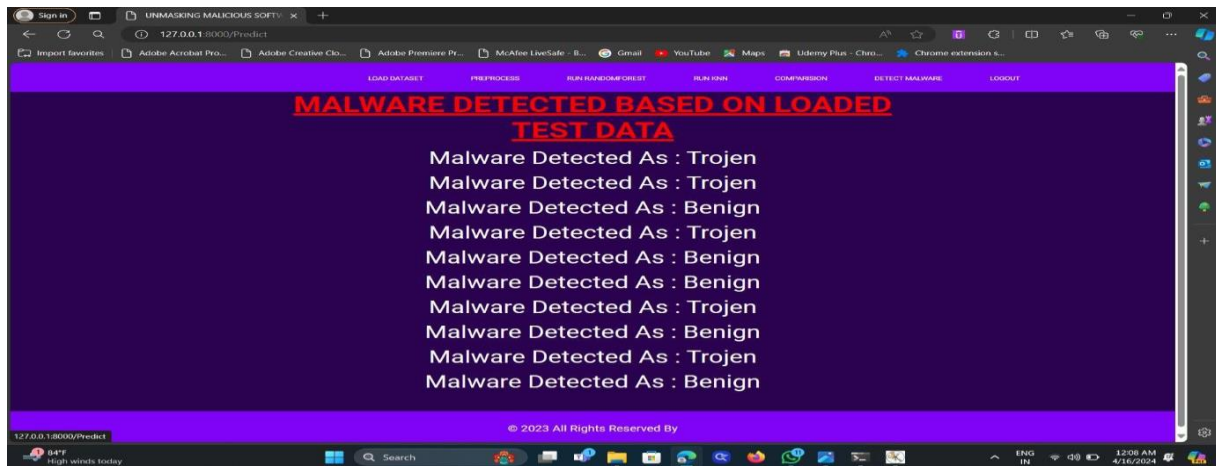 Sign in
UNMASKING MALICIOUS SOFTV
127.0.0.1:8000/Predict
Import favorites Adobe Acrobat Pro... Adobe Creative Clo... Adobe Premiere Pr... McAfee LiveSafe - B... Gmail YouTube Maps Udemy Plus - Chro... Chrome extension s...
LOAD DATASET PREPROCESS RUN RANDOMFOREST RUN KNN COMPARISION DETECT MALWARE LOGOUT
MALWARE DETECTED BASED ON LOADED
TEST DATA
Malware Detected As : Trojen
Malware Detected As : Trojen
Malware Detected As : Benign
Malware Detected As : Trojen
Malware Detected As : Benign
Malware Detected As : Benign
Malware Detected As : Trojen
Malware Detected As : Benign
Malware Detected As : Trojen
Malware Detected As : Benign
© 2023 All Rights Reserved By
127.0.0.1:8000/Predict
84°F
High winds today
Search
ENG
IN
12:08 AM
4/16/2024